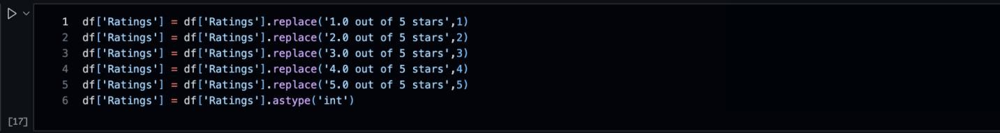 1 df['Ratings'] = df['Ratings'].replace('1.0 out of 5 stars',1)
2 df['Ratings'] = df['Ratings'].replace('2.0 out of 5 stars',2)
3 df['Ratings'] = df['Ratings'].replace('3.0 out of 5 stars',3)
4 df['Ratings'] = df['Ratings'].replace('4.0 out of 5 stars',4)
5 df['Ratings'] = df['Ratings'].replace('5.0 out of 5 stars',5)
6 df['Ratings'] = df['Ratings'].astype('int')
[17]